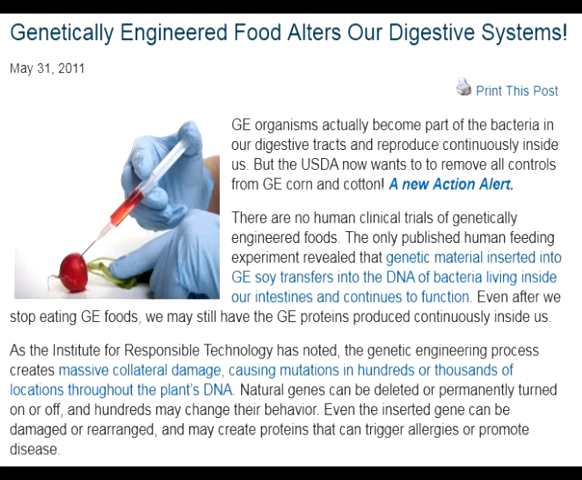 Genetically Engineered Food Alters Our Digestive Systems!
May 31, 2011
Print This Post
GE organisms actually become part of the bacteria in
our digestive tracts and reproduce continuously inside
us. But the USDA now wants to to remove all controls
from GE corn and cotton! A new Action Alert.
There are no human clinical trials of genetically
engineered foods. The only published human feeding
experiment revealed that genetic material inserted into
GE soy transfers into the DNA of bacteria living inside
our intestines and continues to function. Even after we
stop eating GE foods, we may still have the GE proteins produced continuously inside us.
As the Institute for Responsible Technology has noted, the genetic engineering process
creates massive collateral damage, causing mutations in hundreds or thousands of
locations throughout the plant's DNA. Natural genes can be deleted or permanently turned
on or off, and hundreds may change their behavior. Even the inserted gene can be
damaged or rearranged, and may create proteins that can trigger allergies or promote
disease.